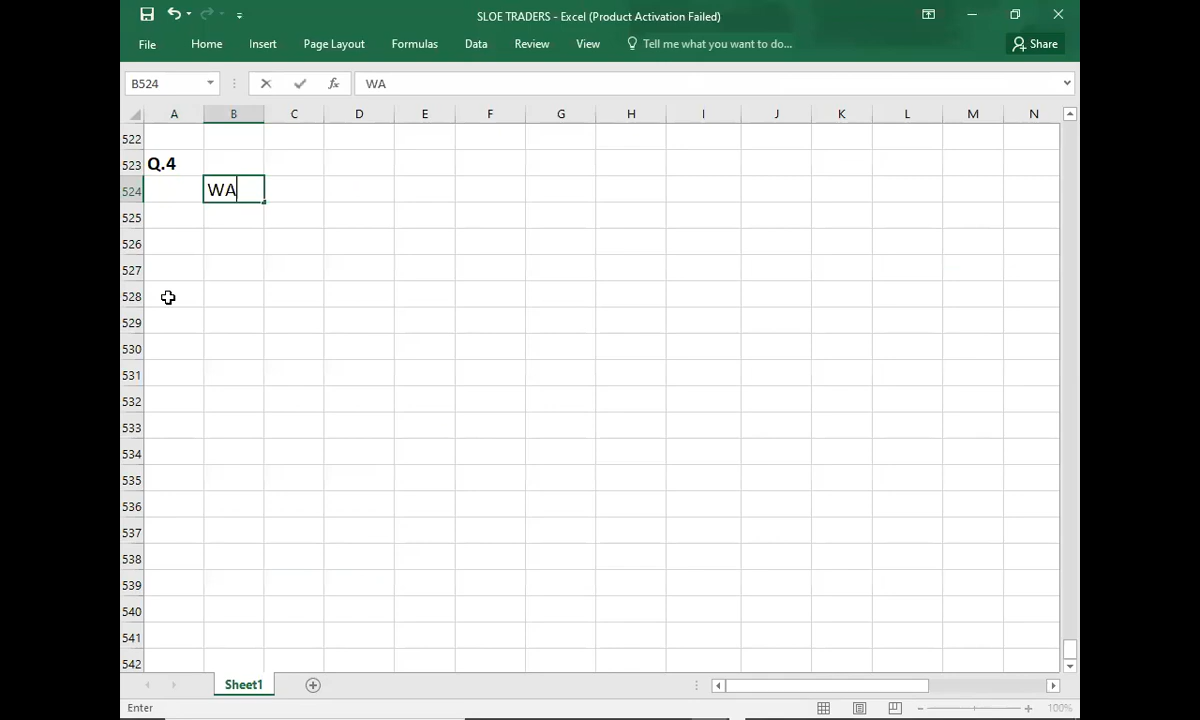 SLOE TRADERS - Excel (Product Activation Failed)
File Home Insert Page Layout Formulas Data Review View Tell me what you want to do... Share
B524 fx WA
A B C D E F G H I J K L M N
522
523 Q.4
524 WA
525
526
527
528
529
530
531
532
533
534
535
536
537
538
539
540
541
542
Sheet1
Enter 100%